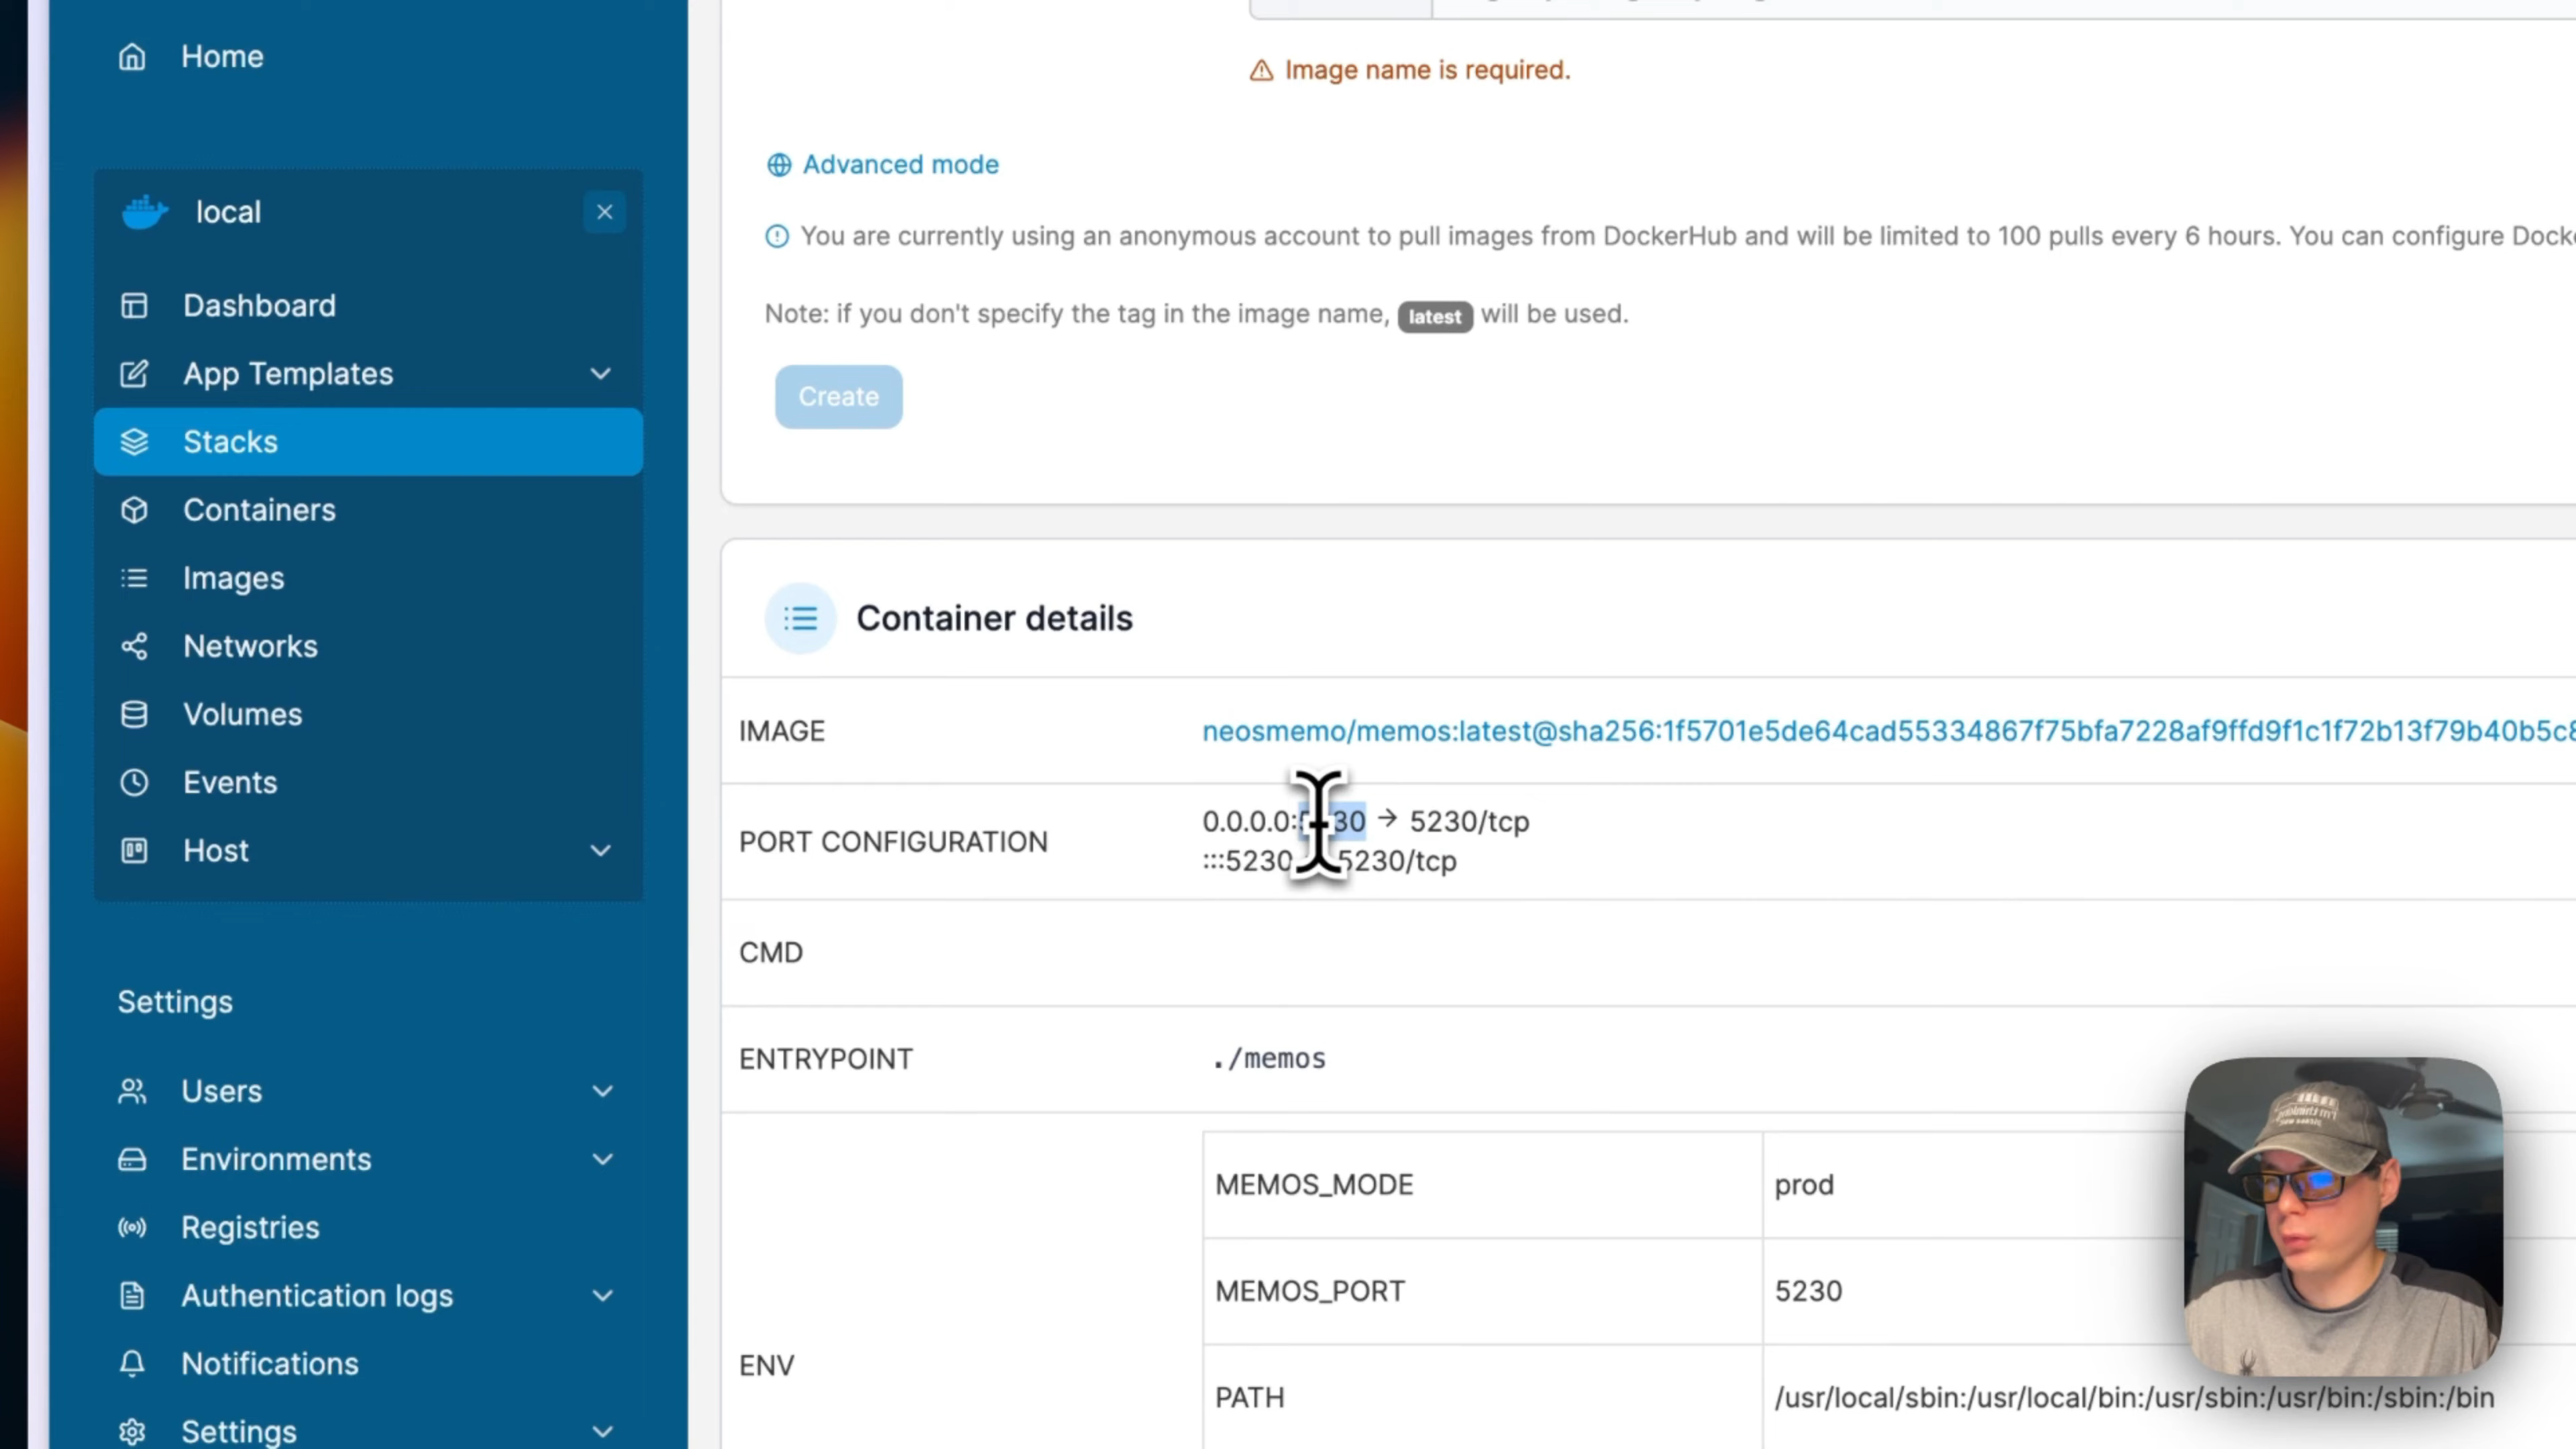 Home
local
Dashboard
App Templates
Stacks
Containers
Images
Networks
Volumes
Events
Host
Settings
Users
Environments
Registries
Authentication logs
Notifications
Settings
Image name is required.
Advanced mode
You are currently using an anonymous account to pull images from DockerHub and will be limited to 100 pulls every 6 hours. You can configure
Note: if you don't specify the tag in the image name, latest will be used.
Create
Container details
IMAGE neosmemo/memos:latest@sha256:1f5701e5de64cad55334867f75bfa7228af9ffd9f1c1f72b13f79b40b5c8
PORT CONFIGURATION
0.0.0.0: → 5230/tcp
:::5230 5230/tcp
CMD
ENTRYPOINT ./memos
ENV
MEMOS_MODE prod
MEMOS_PORT 5230
PATH /usr/local/sbin:/usr/local/bin:/usr/sbin:/usr/bin:/sbin:/bin